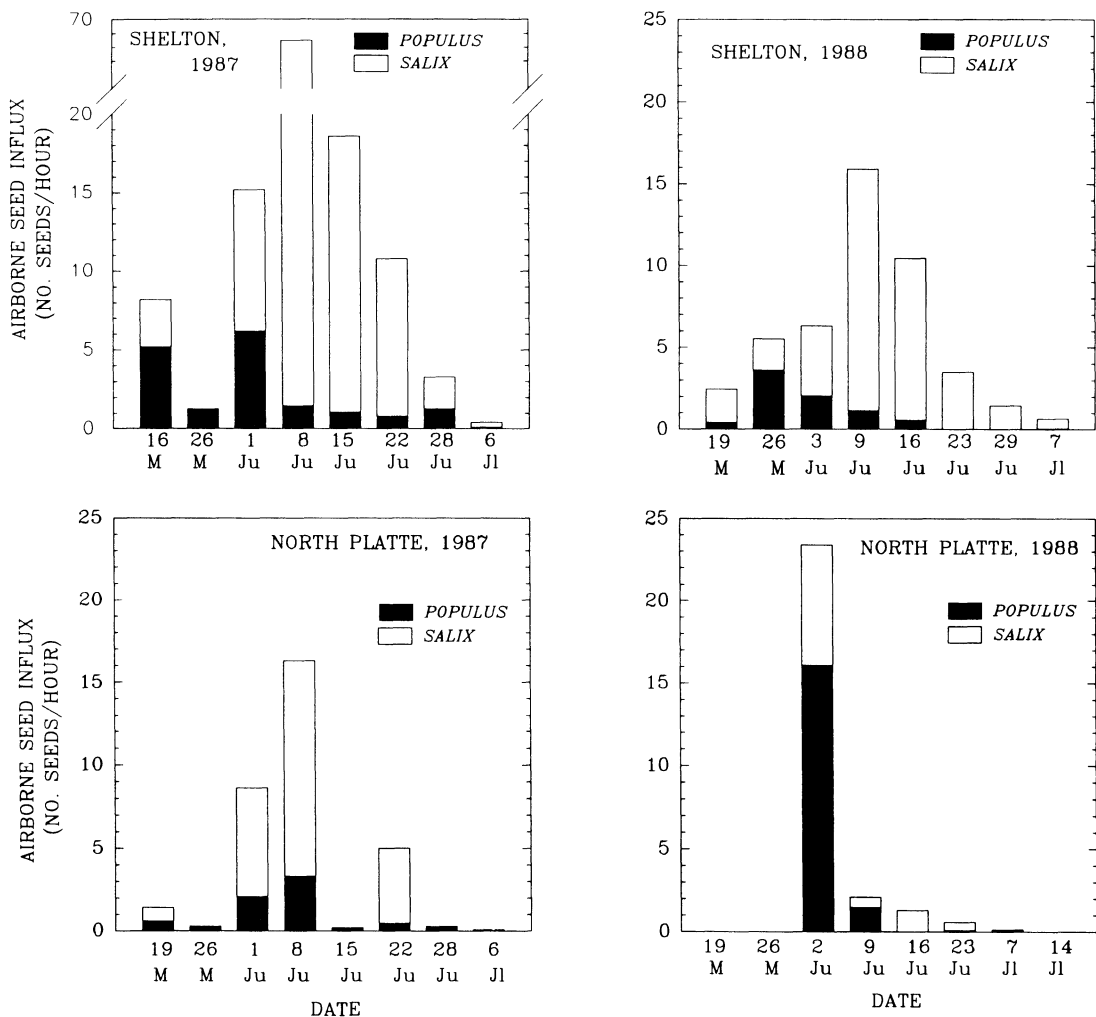 SHELTON,
1987
POPULUS
SALIX
70
20
15
10
5
0
AIRBORNE SEED INFLUX
(NO. SEEDS/HOUR)
16 26 1 8 15 22 28 6
M M Ju Ju Ju Ju Ju Jl
SHELTON, 1988
POPULUS
SALIX
25
20
15
10
5
0
19 26 3 9 16 23 29 7
M M Ju Ju Ju Ju Ju Jl
NORTH PLATTE, 1987
POPULUS
SALIX
25
20
15
10
5
0
AIRBORNE SEED INFLUX
(NO. SEEDS/HOUR)
19 26 1 8 15 22 28 6
M M Ju Ju Ju Ju Ju Jl
DATE
NORTH PLATTE, 1988
POPULUS
SALIX
25
20
15
10
5
0
19 26 2 9 16 23 7 14
M M Ju Ju Ju Ju Jl Jl
DATE